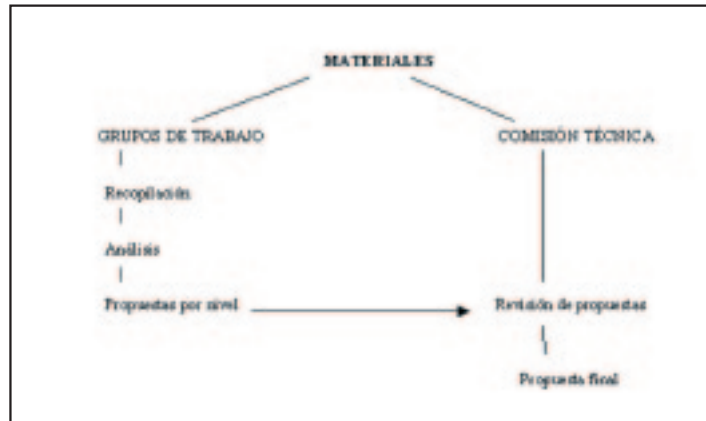 MATERIALES
GRUPOS DE TRABAJO
COMISIÓN TÉCNICA
Recopilación
Análisis
Propuestas por nivel
Revisión de propuestas
Propuesta final